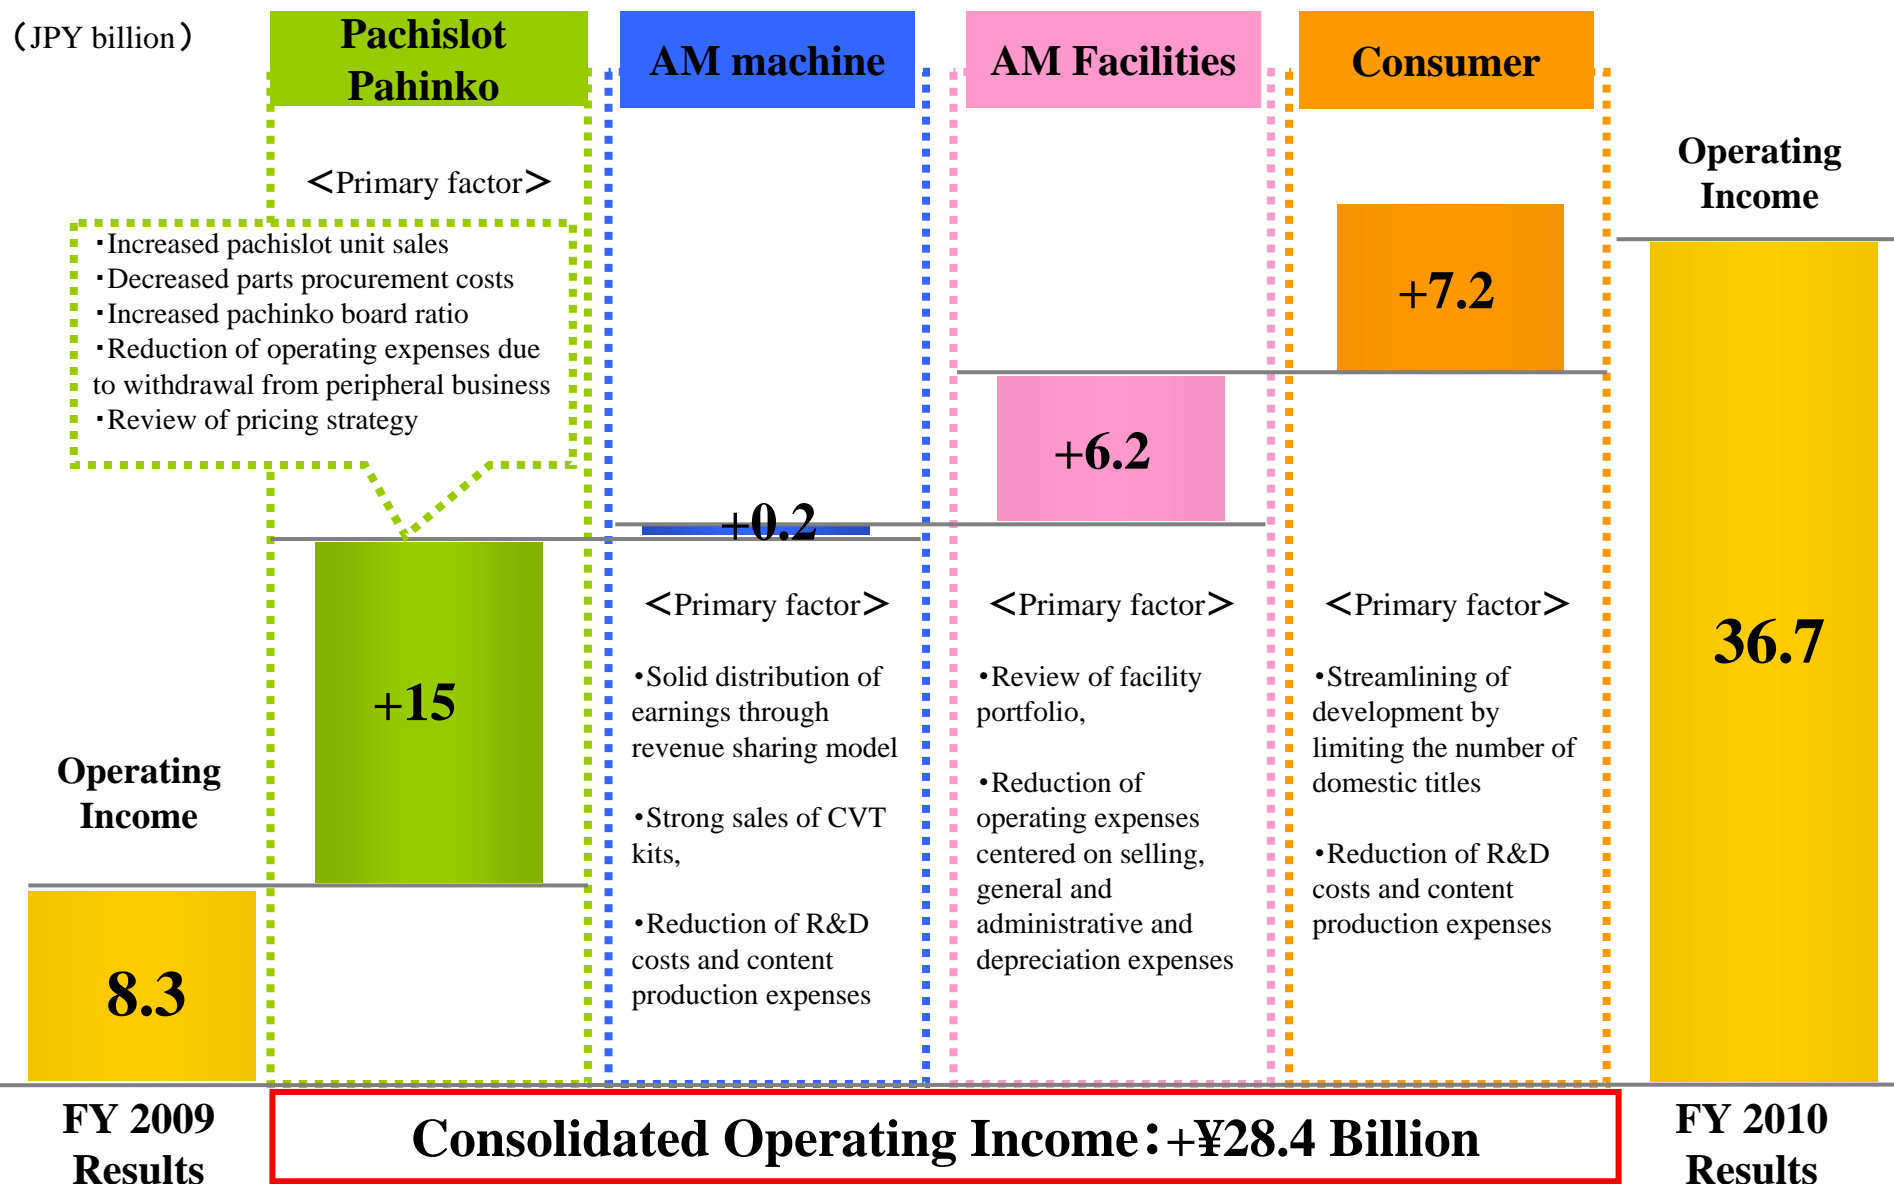 （JPY billion）
Pachislot
Pahinko
AM machine
AM Facilities
Consumer
＜Primary factor＞
・Increased pachislot unit sales
・Decreased parts procurement costs
・Increased pachinko board ratio
・Reduction of operating expenses due
to withdrawal from peripheral business
・Review of pricing strategy
+15
+0.2
＜Primary factor＞
・Solid distribution of
earnings through
revenue sharing model
・Strong sales of CVT
kits,
・Reduction of R&D
costs and content
production expenses
+6.2
＜Primary factor＞
・Review of facility
portfolio,
・Reduction of
operating expenses
centered on selling,
general and
administrative and
depreciation expenses
+7.2
＜Primary factor＞
・Streamlining of
development by
limiting the number of
domestic titles
・Reduction of R&D
costs and content
production expenses
Operating
Income
8.3
FY 2009
Results
Operating
Income
36.7
FY 2010
Results
Consolidated Operating Income：+¥28.4 Billion